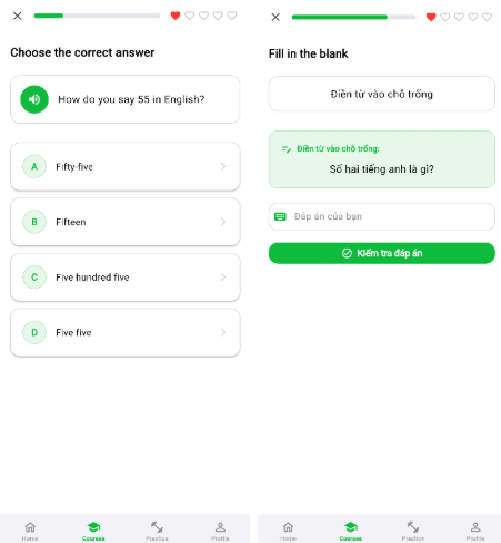 Choose the correct answer
How do you say 55 in English?
A Fifty-five
B Fifteen
C Five hundred five
D Five five
Home Courses Practice Profile
Fill in the blank
Điền từ vào chỗ trống
Điền từ vào chỗ trống:
Số hai tiếng anh là gì?
Đáp án của bạn
Kiểm tra đáp án
Home Courses Practice Profile